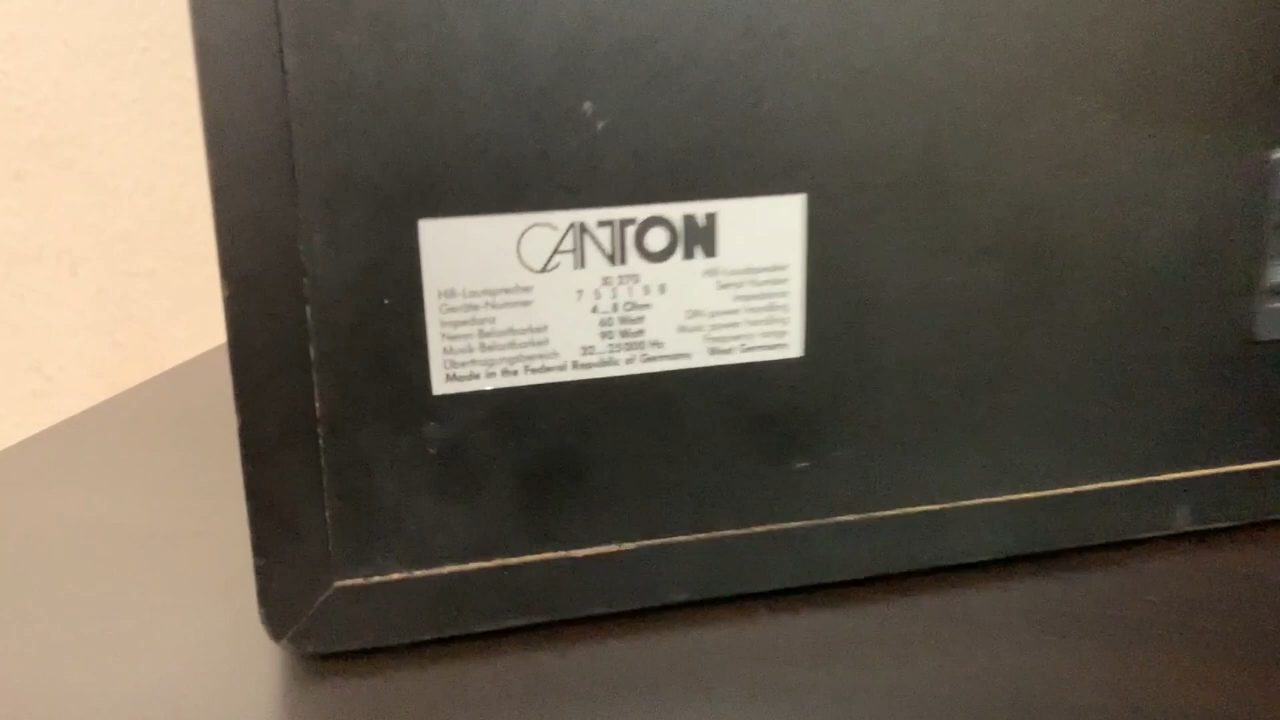 CANTON
Hifi-Lautsprecher 270 Hifi-Loudspeaker
Geräte-Nummer Serial Number
Impedanz 4...8 Ohm Impedance
Nenn-Belastbarkeit 60 Watt DIN-power handling
Musik-Belastbarkeit 90 Watt Music power handling
Übertragungsbereich Hz Frequency range
Made in the Federal Republic of Germany West Germany